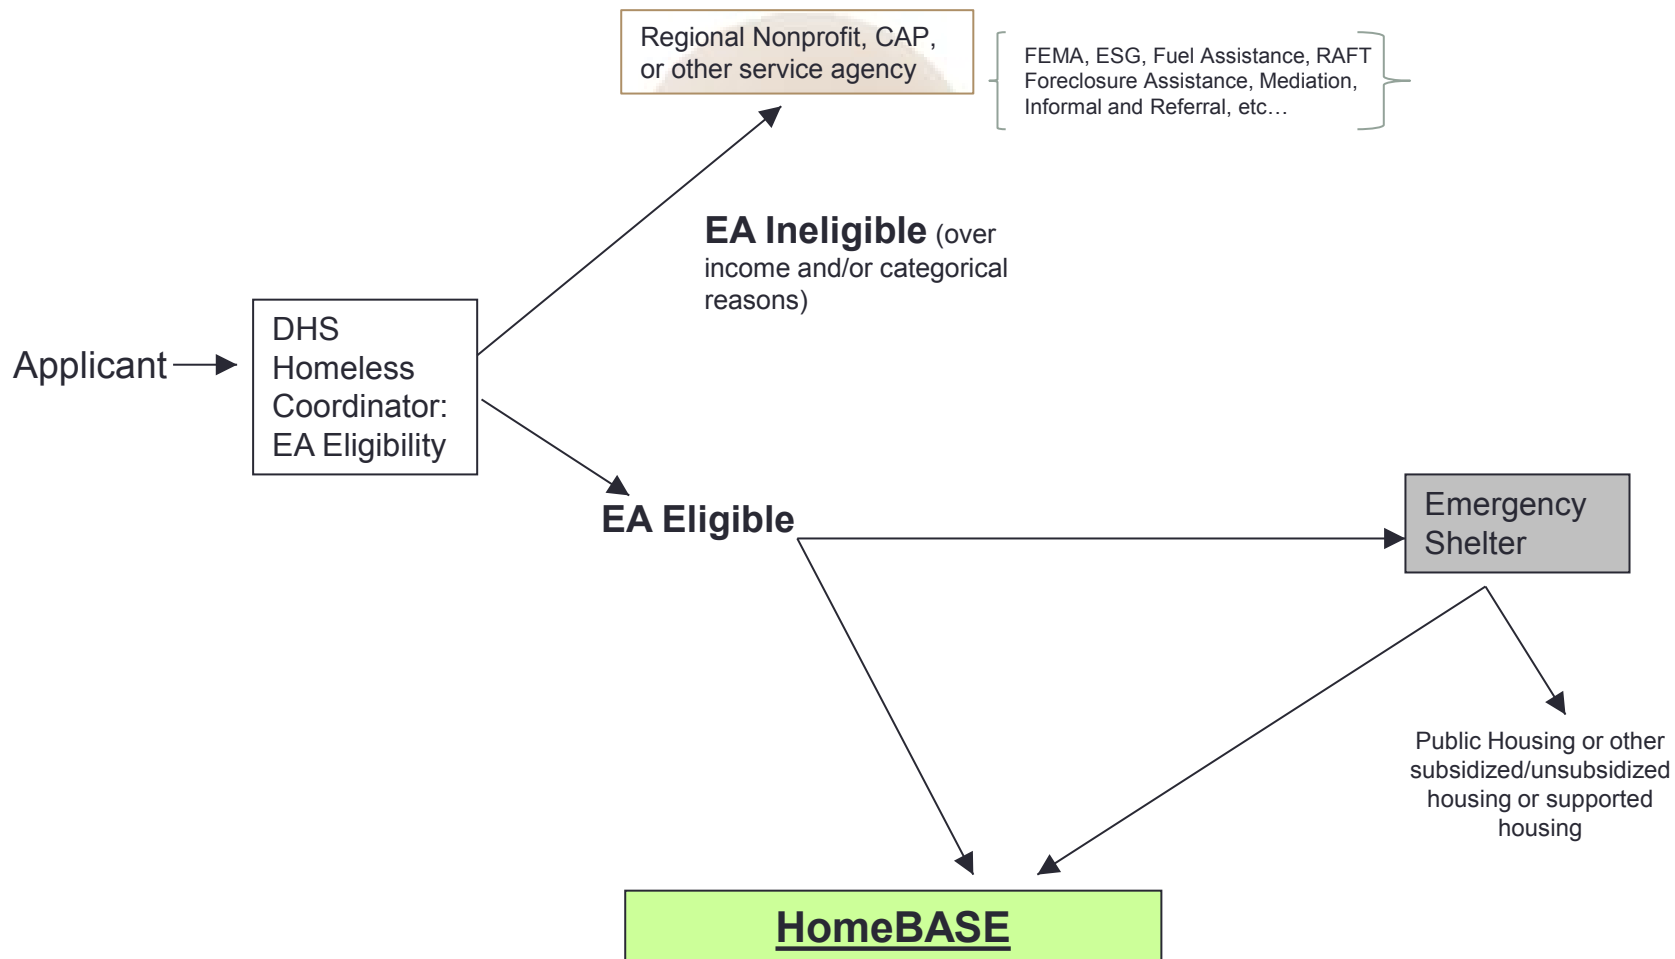 Regional Nonprofit, CAP,
or other service agency
FEMA, ESG, Fuel Assistance, RAFT
Foreclosure Assistance, Mediation,
Informal and Referral, etc…
EA Ineligible (over
income and/or categorical
reasons)
Applicant
DHS
Homeless
Coordinator:
EA Eligibility
EA Eligible
Emergency
Shelter
Public Housing or other
subsidized/unsubsidized
housing or supported
housing
HomeBASE